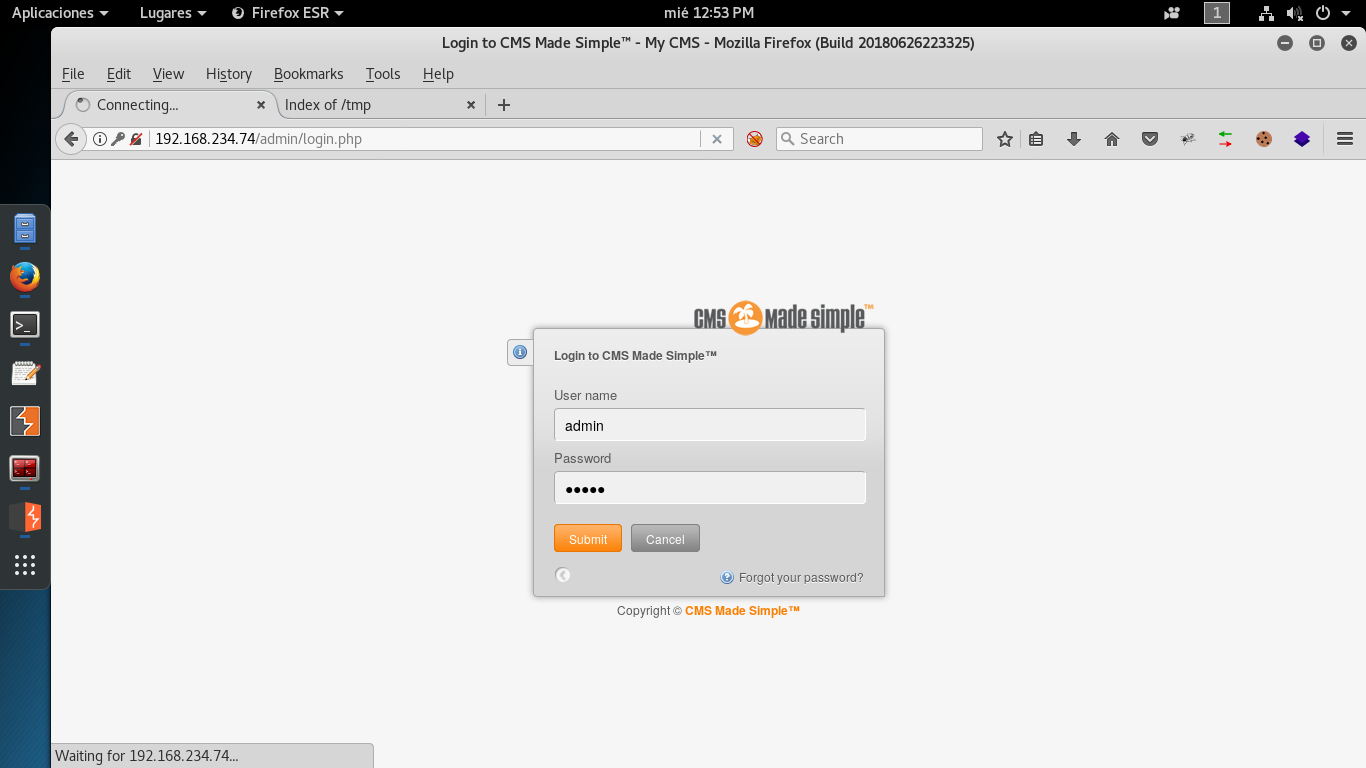 Aplicaciones Lugares Firefox ESR mié 12:53 PM 1
Login to CMS Made Simple™ - My CMS - Mozilla Firefox (Build 20180626223325)
File Edit View History Bookmarks Tools Help
Connecting... Index of /tmp
192.168.234.74/admin/login.php Search
CMS Made simple™
Login to CMS Made Simple™
User name
admin
Password
●●●●●
Submit Cancel
Forgot your password?
Copyright © CMS Made Simple™
Waiting for 192.168.234.74...